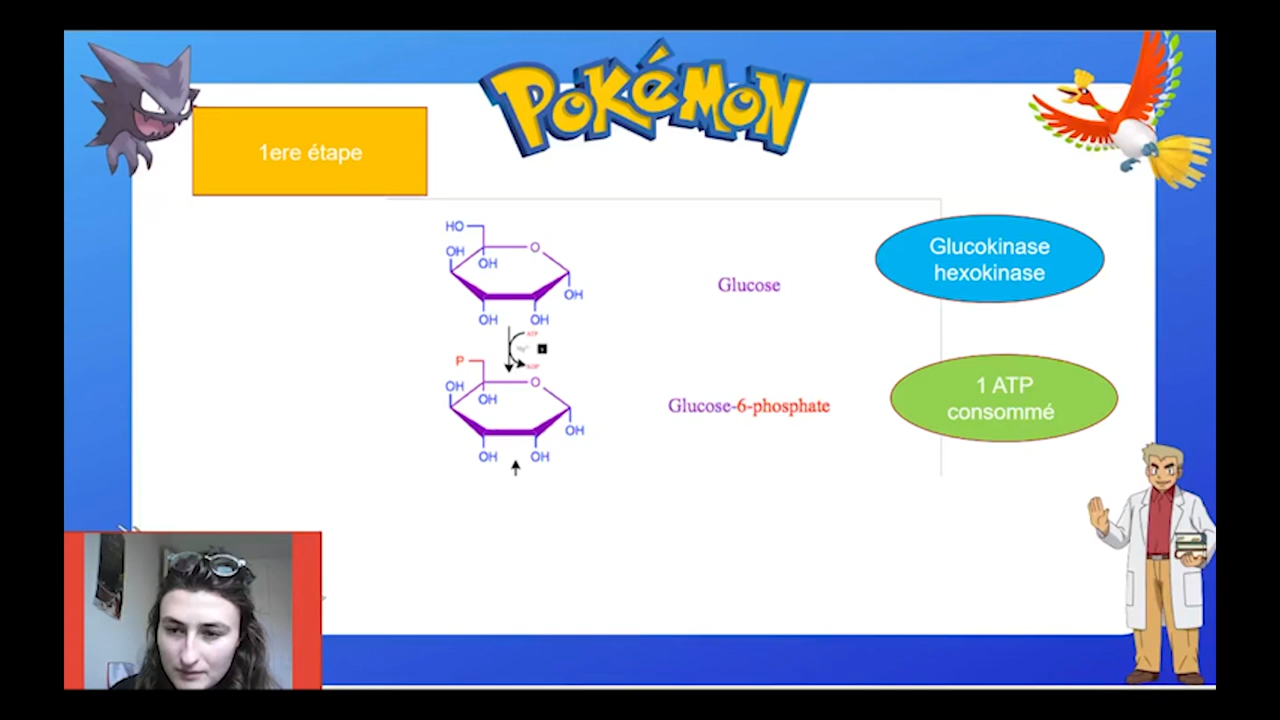 POKéMON
1ere étape
HO
O
OH
OH
OH
OH
OH
Glucose
Glucokinase
hexokinase
ATP
Mg²⁺
ADP
P
O
OH
OH
OH
OH
OH
Glucose-6-phosphate
1 ATP
consommé